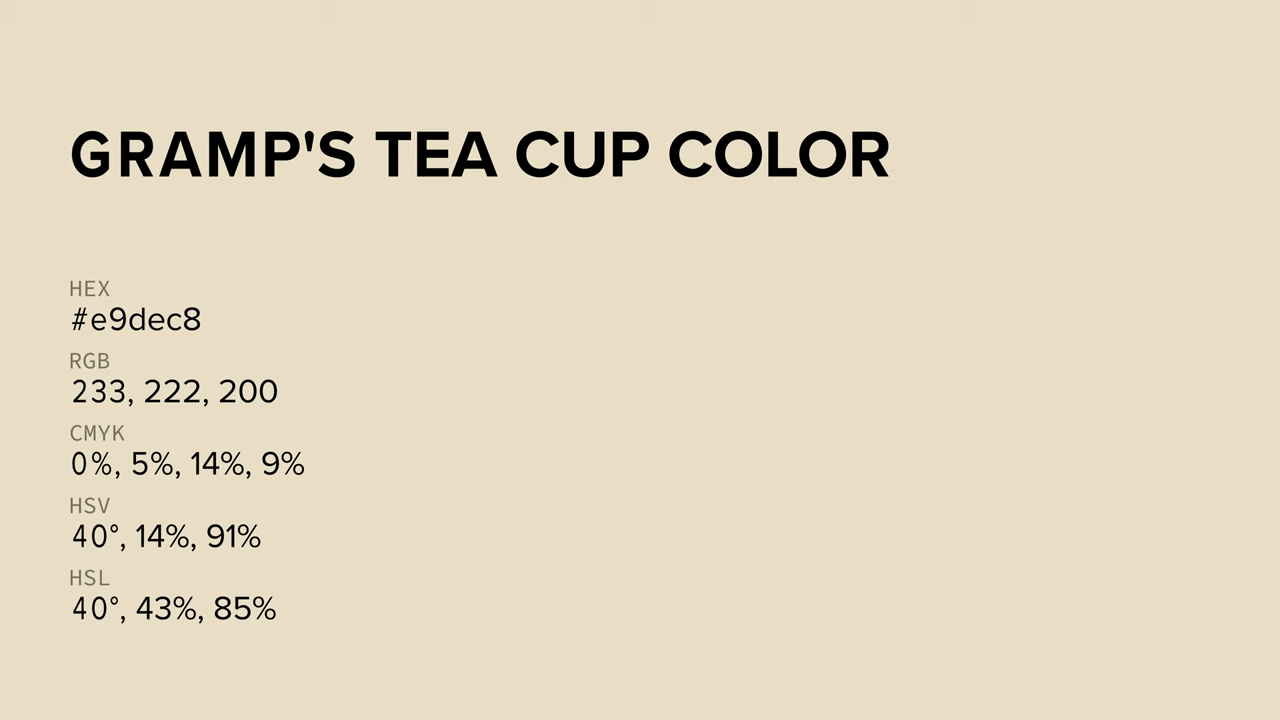 GRAMP'S TEA CUP COLOR
HEX
#e9dec8
RGB
233, 222, 200
CMYK
0%, 5%, 14%, 9%
HSV
40°, 14%, 91%
HSL
40°, 43%, 85%